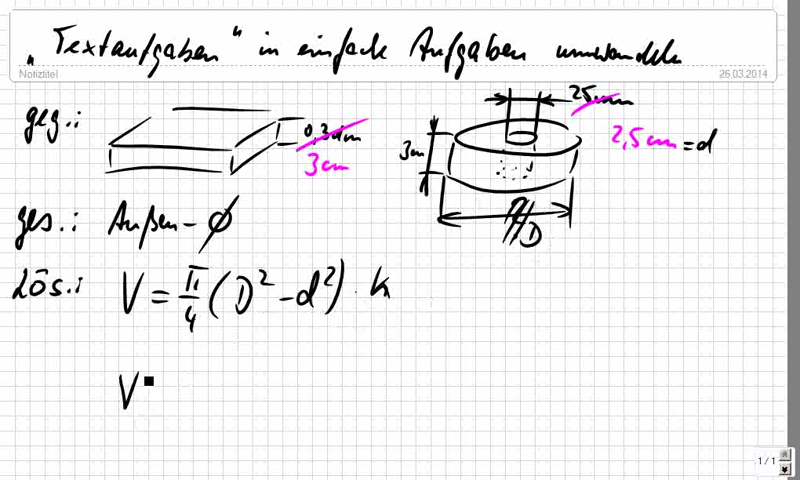 „Textaufgaben“ in einfache Aufgaben umwandeln
Notiztitel
26.03.2014
geg.:
0,3dm
3cm
25mm
2,5cm = d
3cm
D
ges.: Außen-∅
Lös.: V = π/4 (D² - d²) · h
V
1/1